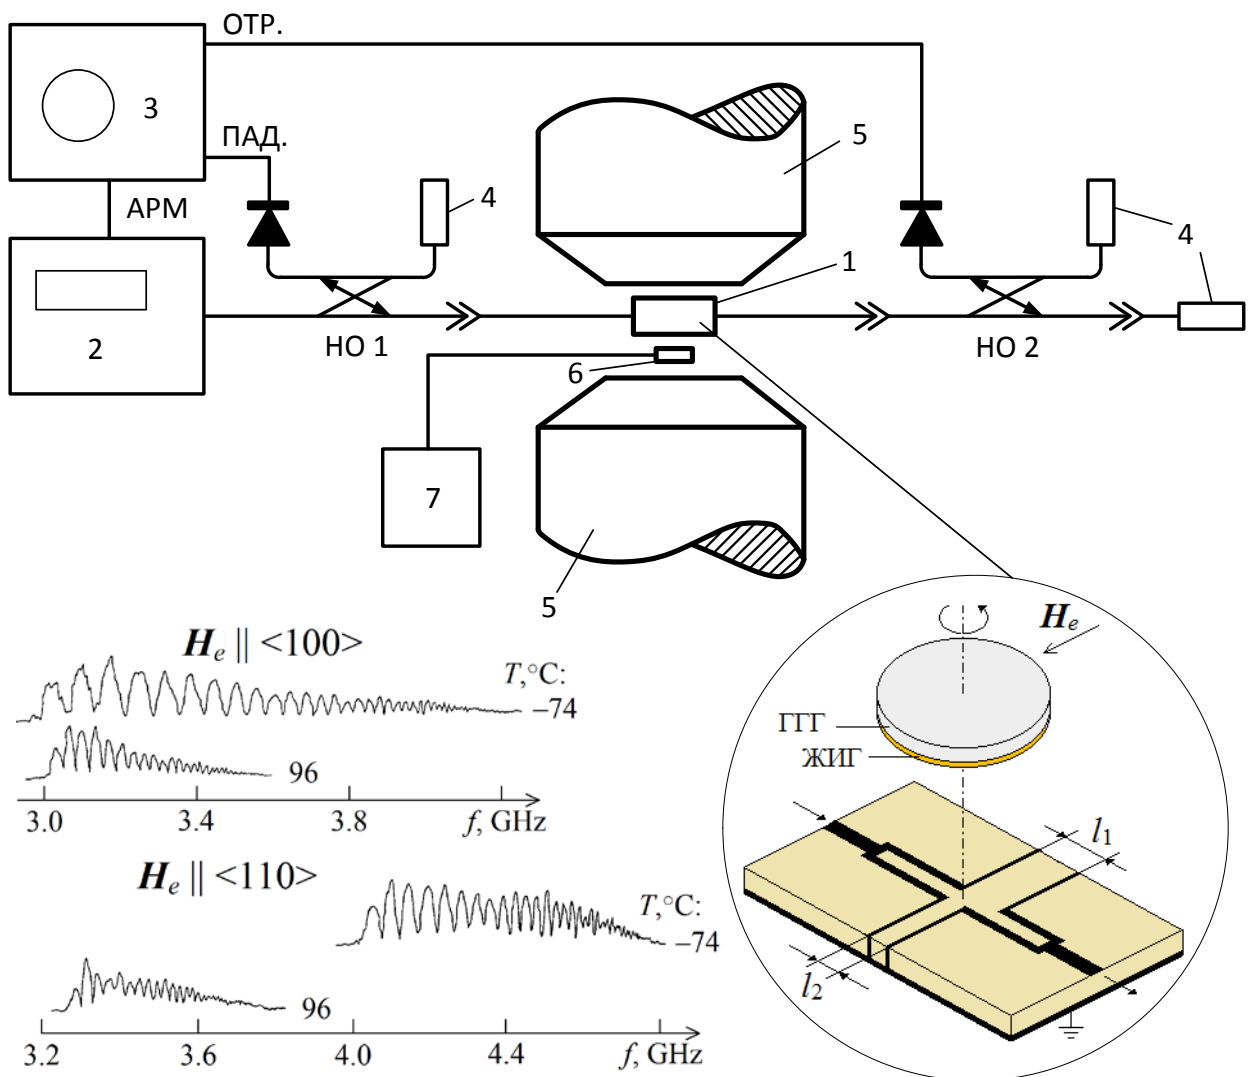 ОТР.
3
ПАД.
АРМ
4
2
НО 1
5
1
4
НО 2
6
7
5
He || <100>
T,°C:
–74
96
3.0 3.4 3.8 f, GHz
He || <110>
T,°C:
–74
96
3.2 3.6 4.0 4.4 f, GHz
He
ГГГ
ЖИГ
l1
l2